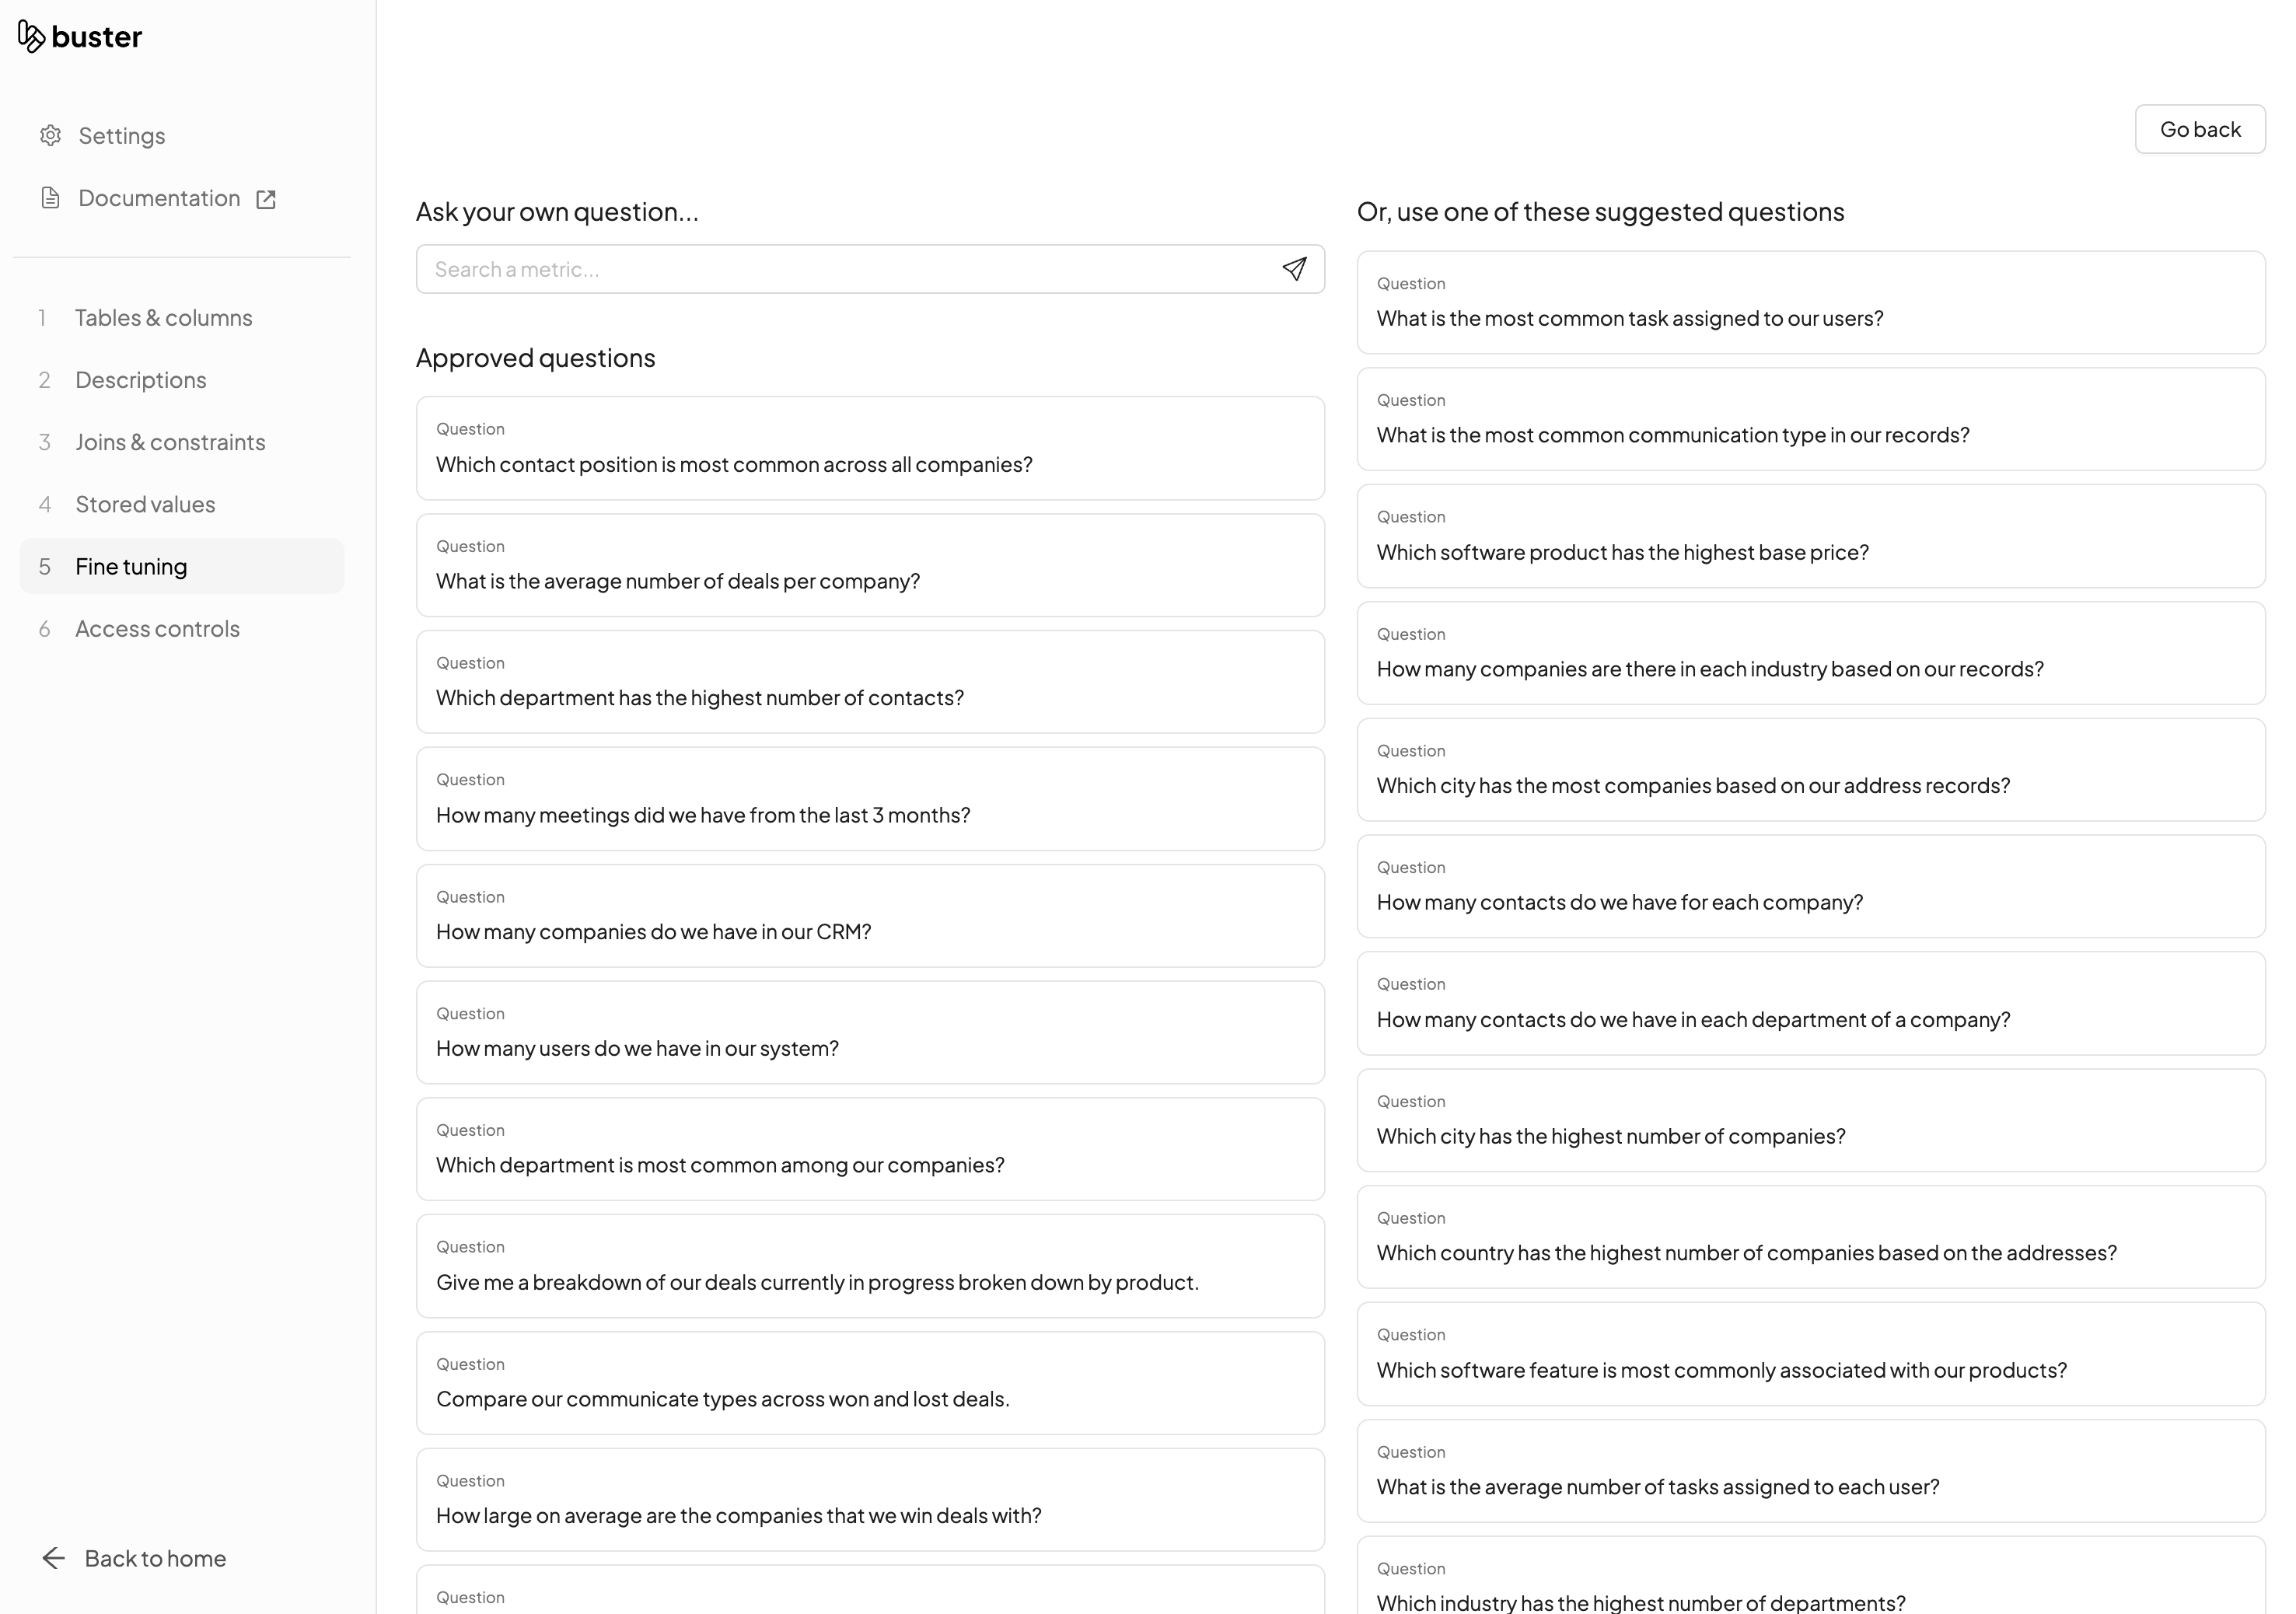 buster
Settings
Documentation
1 Tables & columns
2 Descriptions
3 Joins & constraints
4 Stored values
5 Fine tuning
6 Access controls
Back to home
Go back
Ask your own question...
Search a metric...
Approved questions
Question
Which contact position is most common across all companies?
Question
What is the average number of deals per company?
Question
Which department has the highest number of contacts?
Question
How many meetings did we have from the last 3 months?
Question
How many companies do we have in our CRM?
Question
How many users do we have in our system?
Question
Which department is most common among our companies?
Question
Give me a breakdown of our deals currently in progress broken down by product.
Question
Compare our communicate types across won and lost deals.
Question
How large on average are the companies that we win deals with?
Question
Or, use one of these suggested questions
Question
What is the most common task assigned to our users?
Question
What is the most common communication type in our records?
Question
Which software product has the highest base price?
Question
How many companies are there in each industry based on our records?
Question
Which city has the most companies based on our address records?
Question
How many contacts do we have for each company?
Question
How many contacts do we have in each department of a company?
Question
Which city has the highest number of companies?
Question
Which country has the highest number of companies based on the addresses?
Question
Which software feature is most commonly associated with our products?
Question
What is the average number of tasks assigned to each user?
Question
Which industry has the highest number of departments?